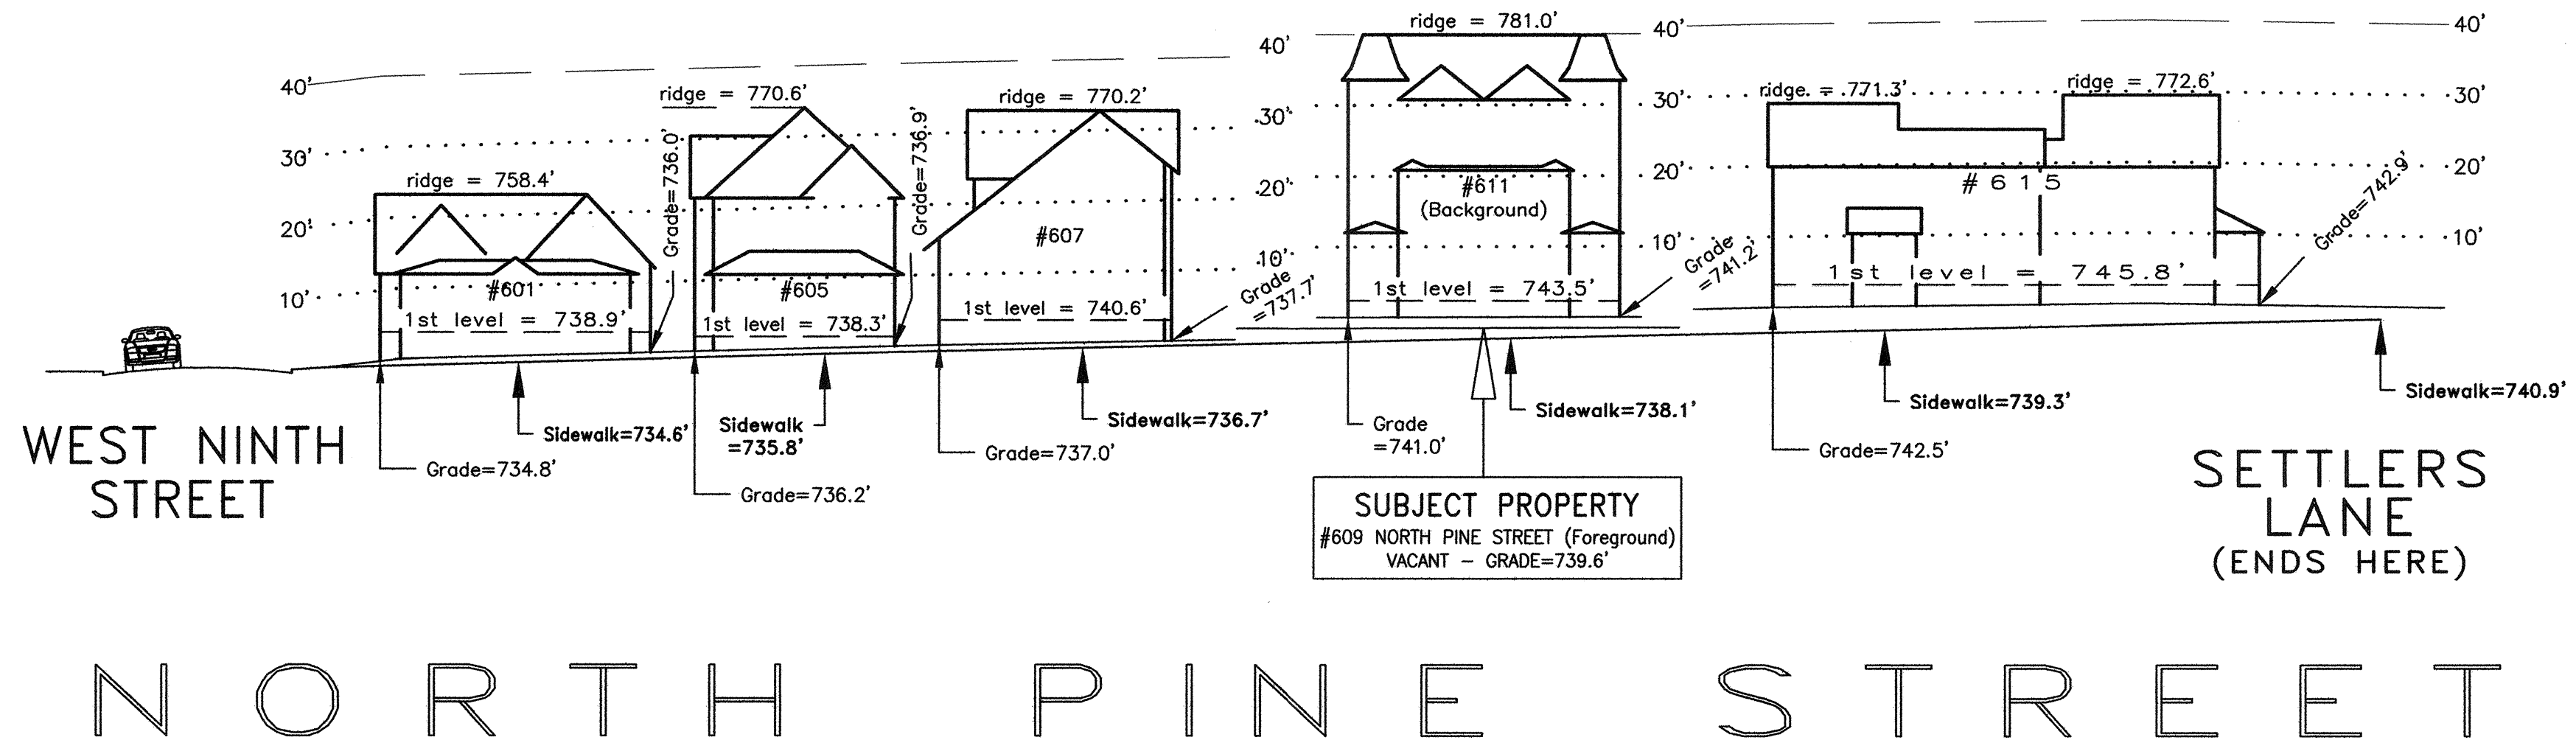 ridge = 781.0'
40'
40'
40'
40'
ridge = 770.6'
ridge = 770.2'
ridge. = .771.3'
ridge = 772.6'
30'
30'
30'
30'
ridge = 758.4'
Grade=736.0'
Grade=736.9'
20'
20'
20'
20'
#601
#605
#607
#611
(Background)
#615
10'
10'
10'
10'
1st level = 738.9'
1st level = 738.3'
1st level = 740.6'
1st level = 743.5'
1st level = 745.8'
Grade
=737.7'
Grade
=741.2'
Grade=742.9'
Sidewalk=734.6'
Sidewalk
=735.8'
Sidewalk=736.7'
Sidewalk=738.1'
Sidewalk=739.3'
Sidewalk=740.9'
Grade=734.8'
Grade=736.2'
Grade=737.0'
Grade
=741.0'
Grade=742.5'
WEST NINTH
STREET
SUBJECT PROPERTY
#609 NORTH PINE STREET (Foreground)
VACANT - GRADE=739.6'
SETTLERS
LANE
(ENDS HERE)
NORTH PINE STREET